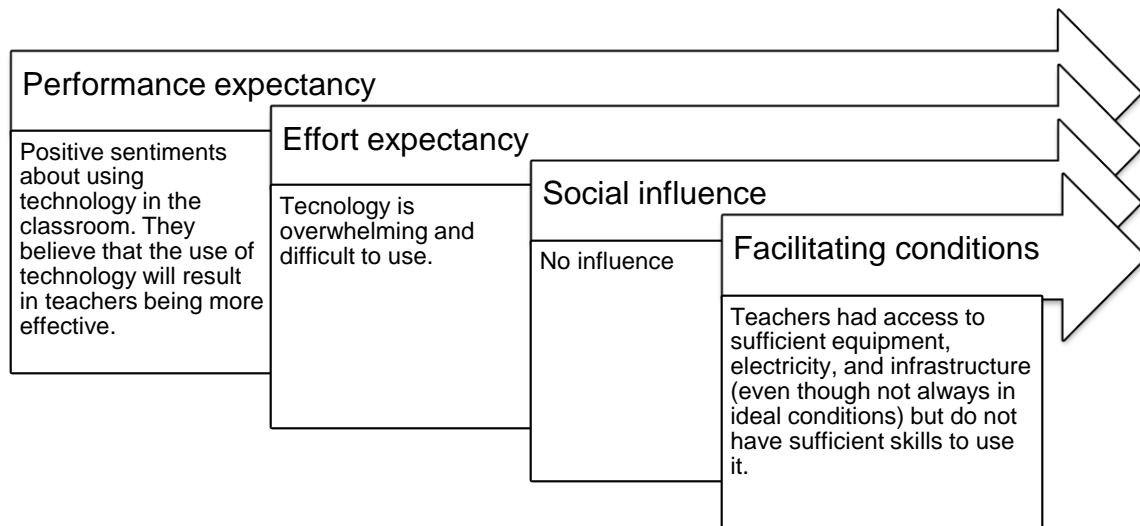 Performance expectancy
Positive sentiments
about using
technology in the
classroom. They
believe that the use of
technology will result
in teachers being more
effective.
Effort expectancy
Tecnology is
overwhelming and
difficult to use.
Social influence
No influence
Facilitating conditions
Teachers had access to
sufficient equipment,
electricity, and infrastructure
(even though not always in
ideal conditions) but do not
have sufficient skills to use
it.